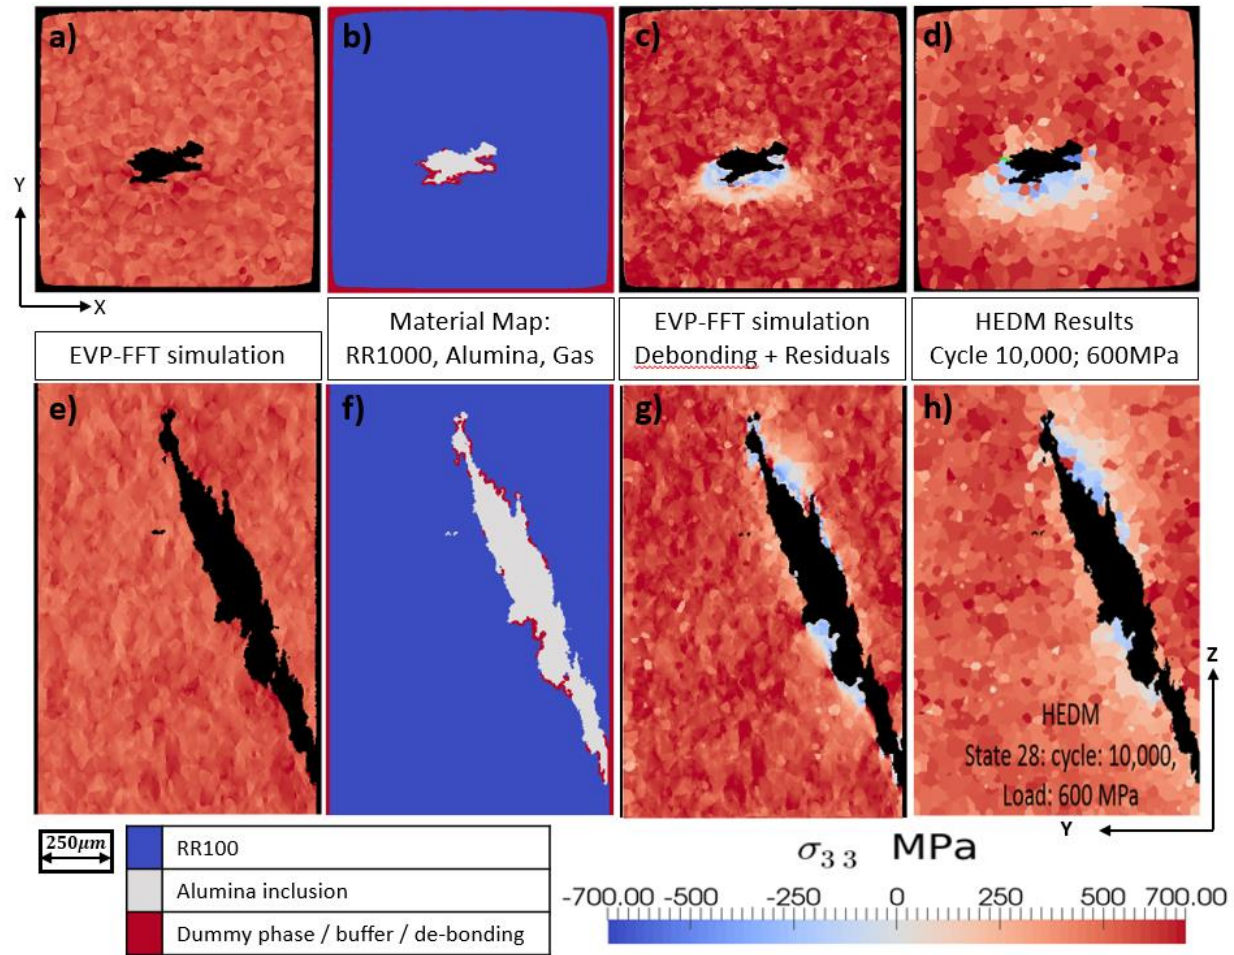 a)
b)
c)
d)
Y
X
EVP-FFT simulation
Material Map:
RR1000, Alumina, Gas
EVP-FFT simulation
Debonding + Residuals
HEDM Results
Cycle 10,000; 600MPa
e)
f)
g)
h)
HEDM
State 28: cycle: 10,000,
Load: 600 MPa
Z
Y
250μm
RR100
Alumina inclusion
Dummy phase / buffer / de-bonding
σ33 MPa
-700.00 -500 -250 0 250 500 700.00